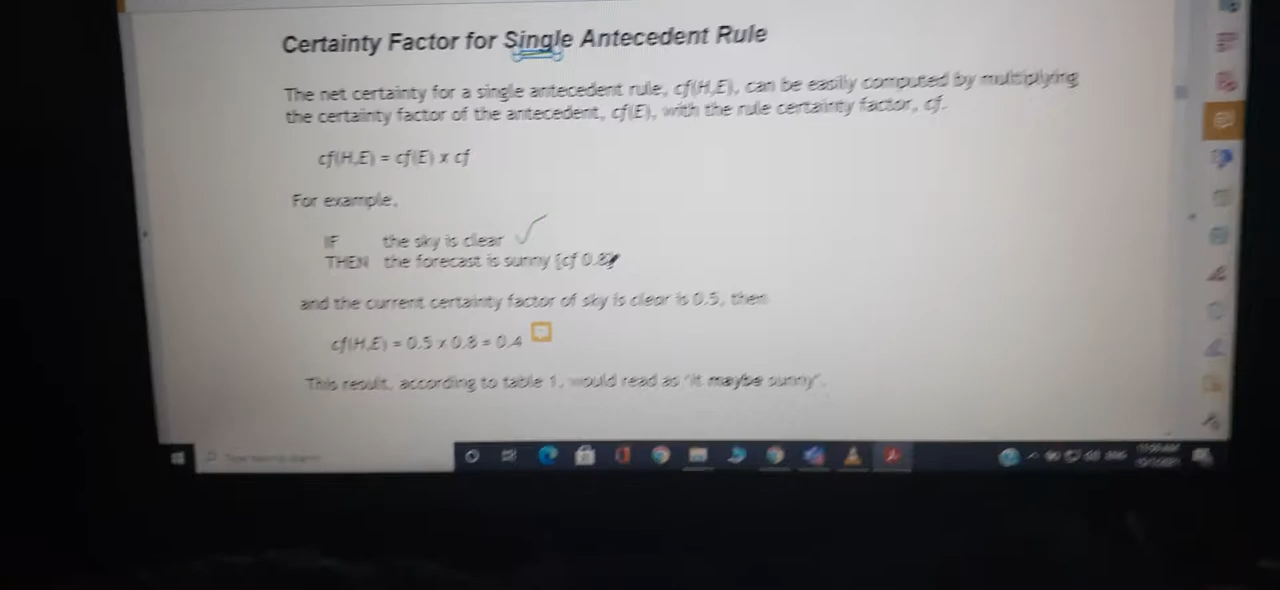 Certainty Factor for Single Antecedent Rule
The net certainty for a single antecedent rule, cf(H,E), can be easily computed by multiplying
the certainty factor of the antecedent, cf(E), with the rule certainty factor, cf.
cf(H,E) = cf(E) x cf
For example,
IF the sky is clear
THEN the forecast is sunny {cf 0.8}
and the current certainty factor of sky is clear is 0.5, then
cf(H,E) = 0.5 x 0.8 = 0.4
This result, according to table 1, would read as "it maybe sunny".